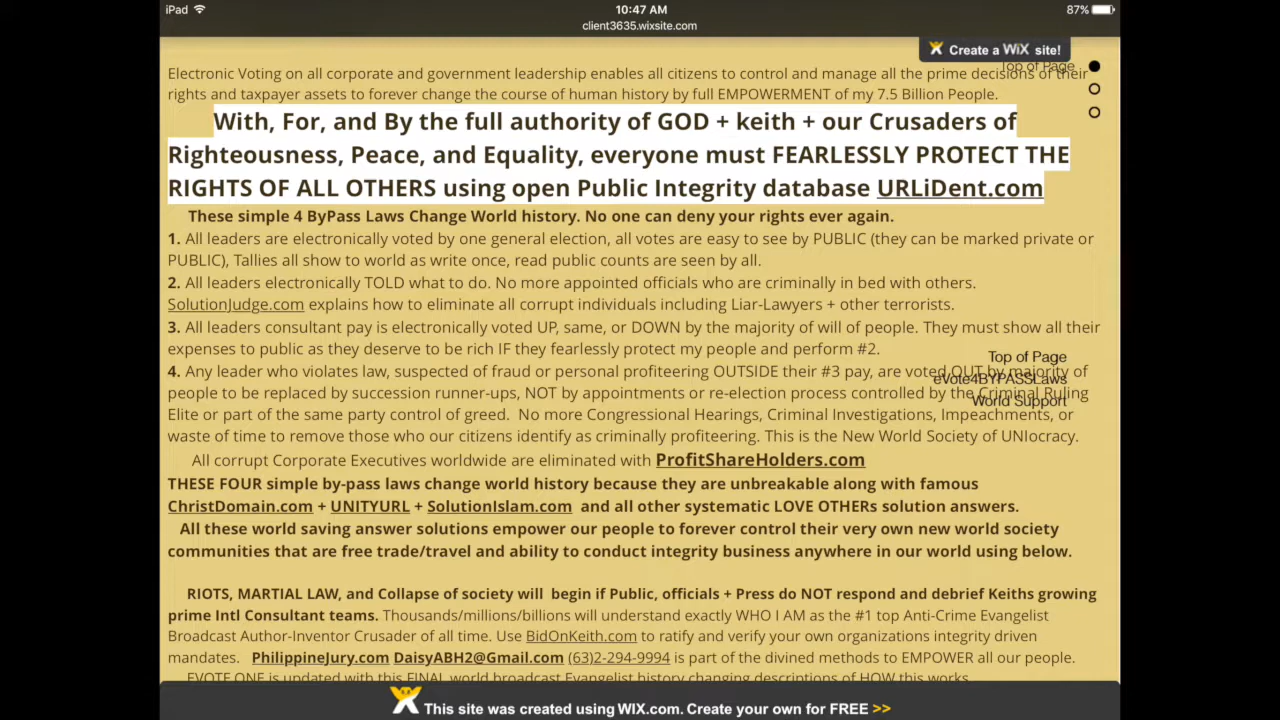 iPad 10:47 AM 87%
client3635.wixsite.com
Create a WiX site!
Top of Page
Electronic Voting on all corporate and government leadership enables all citizens to control and manage all the prime decisions of their
rights and taxpayer assets to forever change the course of human history by full EMPOWERMENT of my 7.5 Billion People.
With, For, and By the full authority of GOD + keith + our Crusaders of
Righteousness, Peace, and Equality, everyone must FEARLESSLY PROTECT THE
RIGHTS OF ALL OTHERS using open Public Integrity database URLiDent.com
These simple 4 ByPass Laws Change World history. No one can deny your rights ever again.
1. All leaders are electronically voted by one general election, all votes are easy to see by PUBLIC (they can be marked private or
PUBLIC), Tallies all show to world as write once, read public counts are seen by all.
2. All leaders electronically TOLD what to do. No more appointed officials who are criminally in bed with others.
SolutionJudge.com explains how to eliminate all corrupt individuals including Liar-Lawyers + other terrorists.
3. All leaders consultant pay is electronically voted UP, same, or DOWN by the majority of will of people. They must show all their
expenses to public as they deserve to be rich IF they fearlessly protect my people and perform #2.
Top of Page
4. Any leader who violates law, suspected of fraud or personal profiteering OUTSIDE their #3 pay, are voted OUT by majority of
eVote4BYPASSLaws
people to be replaced by succession runner-ups, NOT by appointments or re-election process controlled by the Criminal Ruling
World Support
Elite or part of the same party control of greed. No more Congressional Hearings, Criminal Investigations, Impeachments, or
waste of time to remove those who our citizens identify as criminally profiteering. This is the New World Society of UNIocracy.
All corrupt Corporate Executives worldwide are eliminated with ProfitShareHolders.com
THESE FOUR simple by-pass laws change world history because they are unbreakable along with famous
ChristDomain.com + UNITYURL + SolutionIslam.com and all other systematic LOVE OTHERs solution answers.
All these world saving answer solutions empower our people to forever control their very own new world society
communities that are free trade/travel and ability to conduct integrity business anywhere in our world using below.
RIOTS, MARTIAL LAW, and Collapse of society will begin if Public, officials + Press do NOT respond and debrief Keiths growing
prime Intl Consultant teams. Thousands/millions/billions will understand exactly WHO I AM as the #1 top Anti-Crime Evangelist
Broadcast Author-Inventor Crusader of all time. Use BidOnKeith.com to ratify and verify your own organizations integrity driven
mandates. PhilippineJury.com DaisyABH2@Gmail.com (63)2-294-9994 is part of the divined methods to EMPOWER all our people.
EVOTE ONE is updated with this FINAL world broadcast Evangelist history changing descriptions of HOW this works
This site was created using WIX.com. Create your own for FREE >>